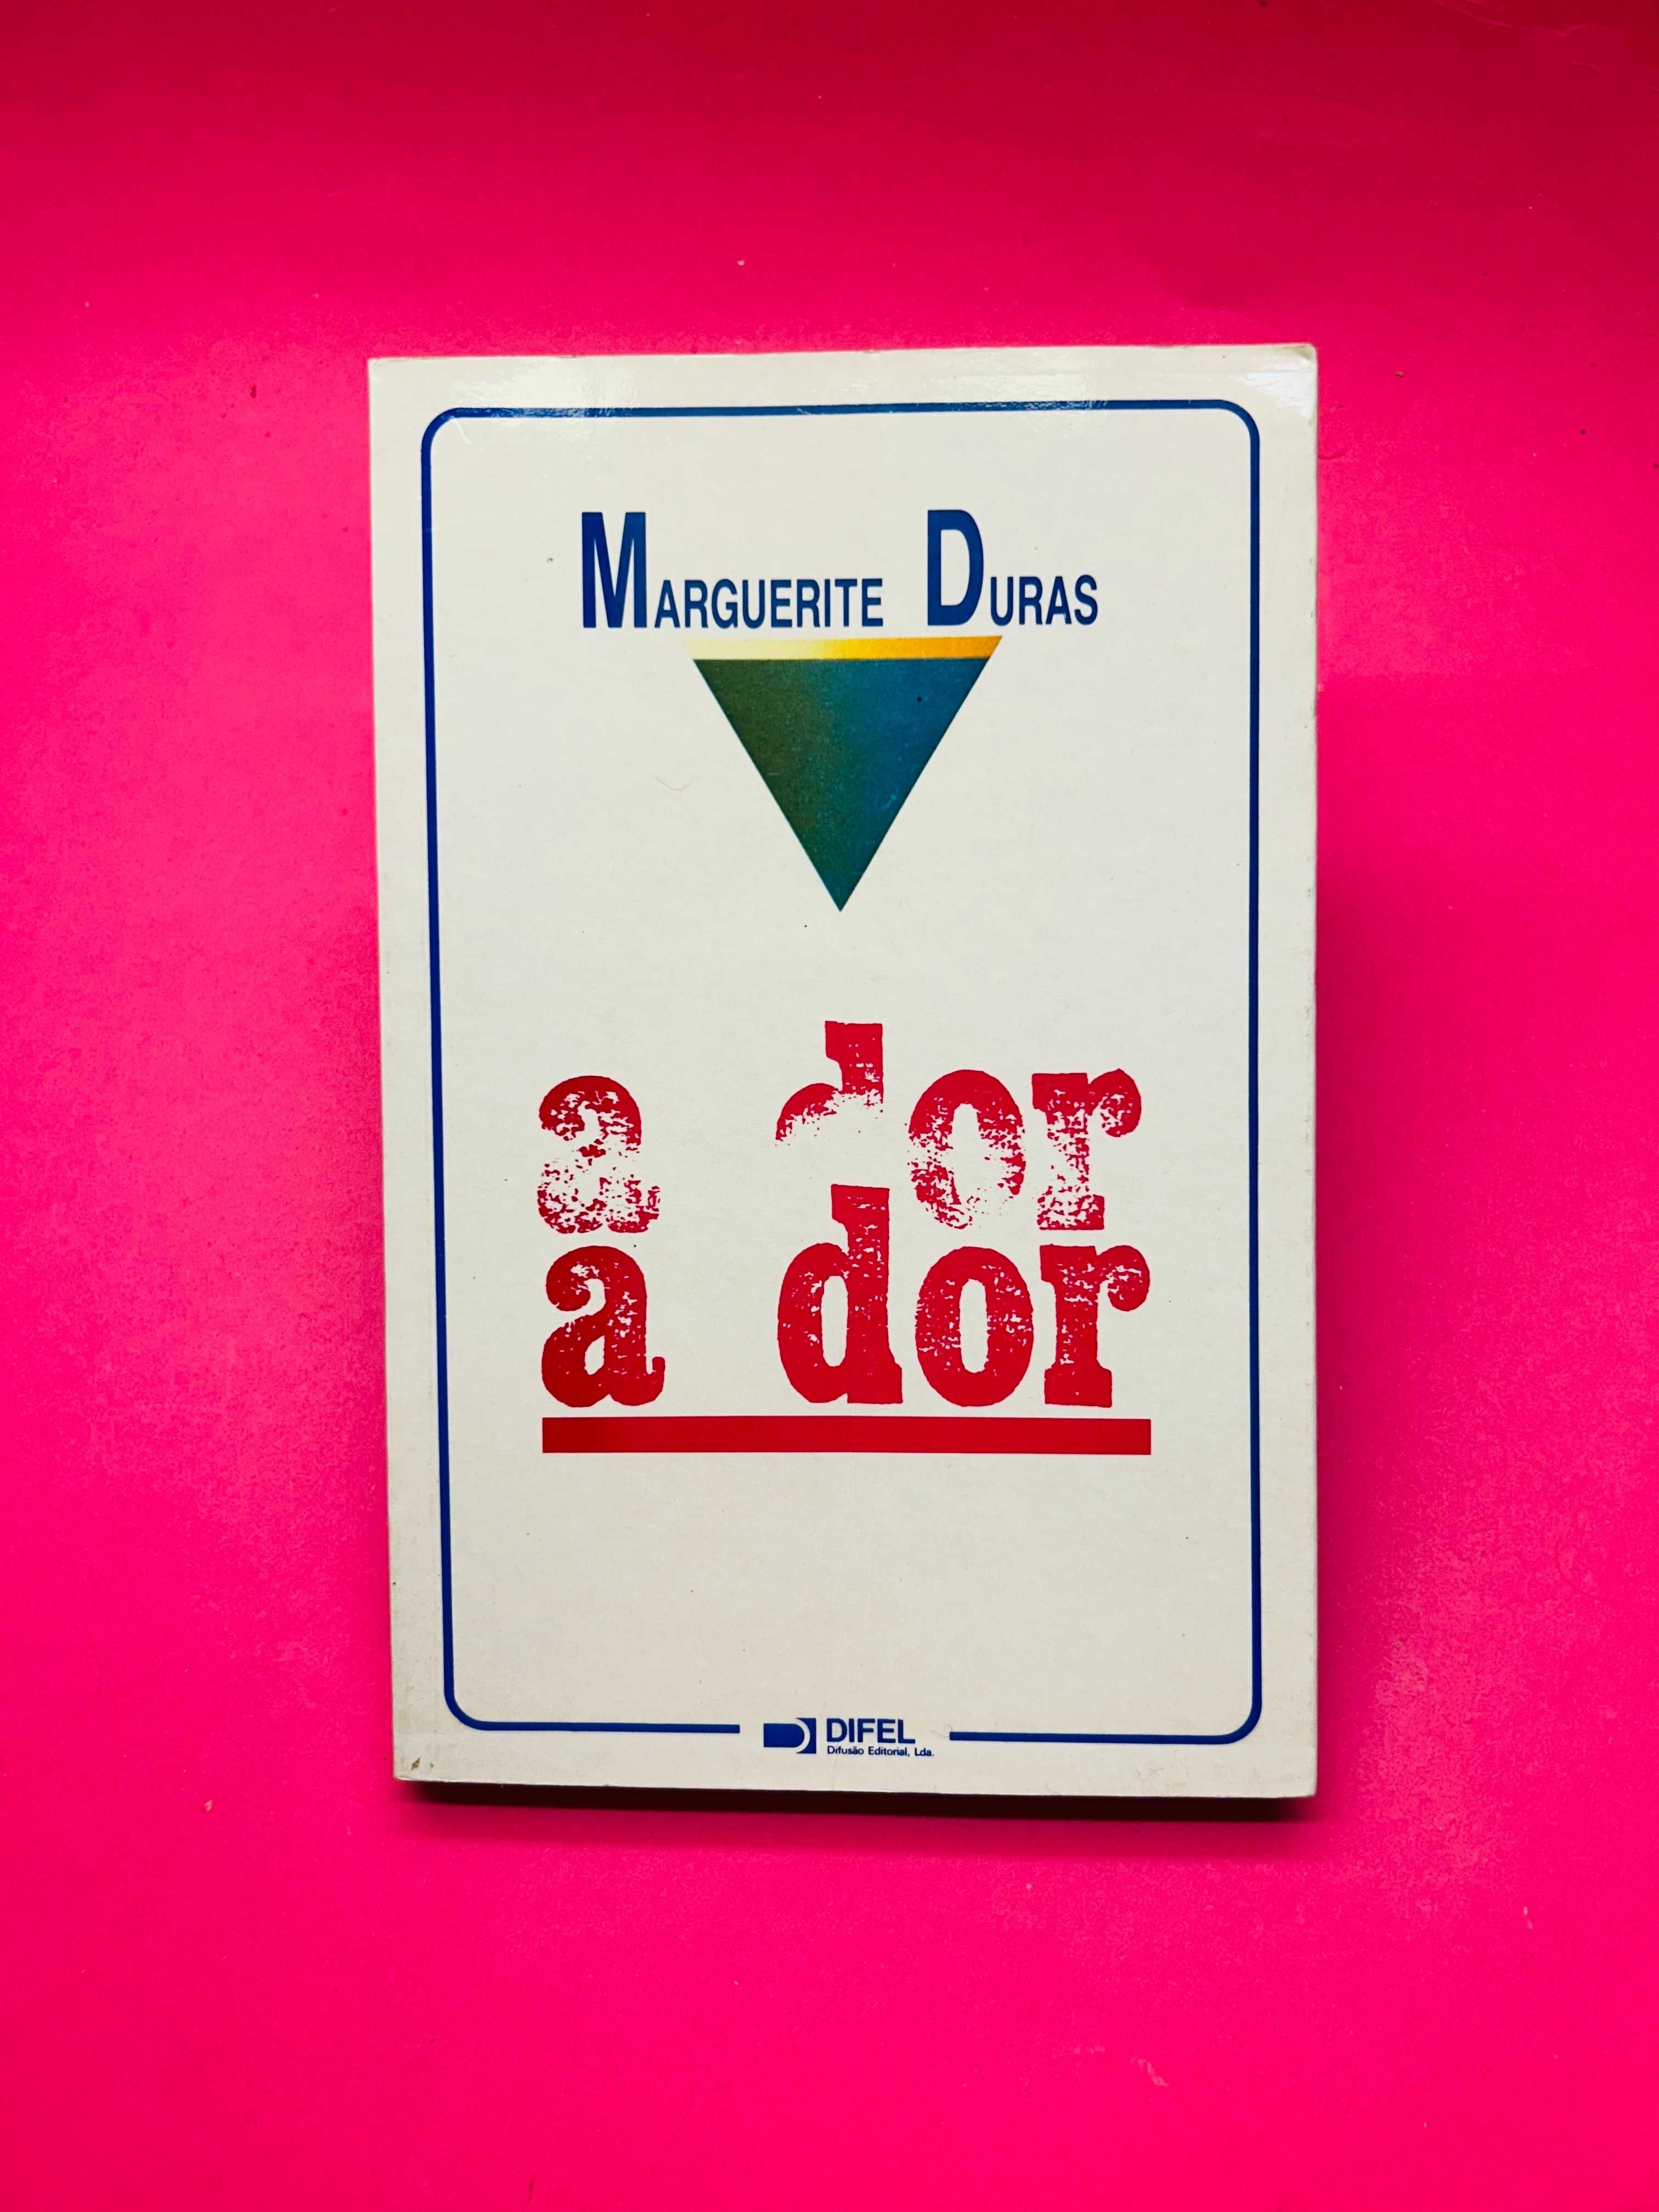 MARGUERITE DURAS
a dor
a dor
DIFEL
Difusão Editorial, Lda.